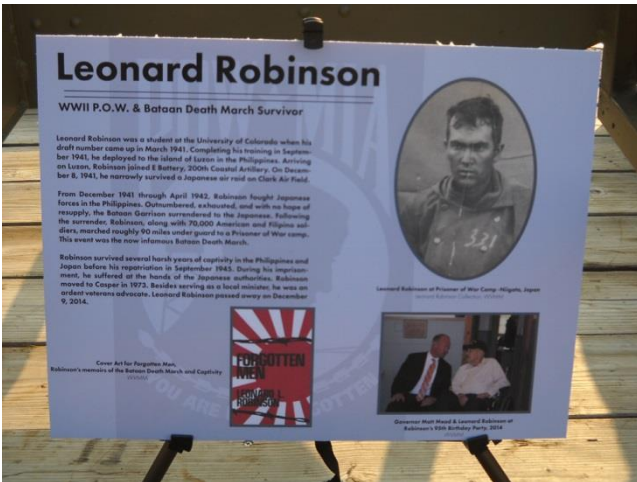 Leonard Robinson
WWII P.O.W. & Bataan Death March Survivor
Leonard Robinson was a student at the University of Colorado when his
draft number came up in March 1941. Completing his training in Septem-
ber 1941, he deployed to the island of Luzon in the Philippines. Arriving
on Luzon, Robinson joined E Battery, 200th Coastal Artillery. On Decem-
ber 8, 1941, he narrowly survived a Japanese air raid on Clark Air Field.
From December 1941 through April 1942, Robinson fought Japanese
forces in the Philippines. Outnumbered, exhausted, and with no hope of
resupply, the Bataan Garrison surrendered to the Japanese. Following
the surrender, Robinson, along with 70,000 American and Filipino sol-
diers, marched roughly 90 miles under guard to a Prisoner of War camp.
This event was the now infamous Bataan Death March.
Robinson survived several harsh years of captivity in the Philippines and
Japan before his repatriation in September 1945. During his imprison-
ment, he suffered at the hands of the Japanese authorities. Robinson
moved to Casper in 1973. Besides serving as a local minister, he was an
ardent veterans advocate. Leonard Robinson passed away on December
9, 2014.
Cover Art for Forgotten Men,
Robinson's memoirs of the Bataan Death March and Captivity
FORGOTTEN
MEN
LEONARD L.
ROBINSON
321
Leonard Robinson at Prisoner of War Camp -Niigata, Japan
Leonard Robinson Collection,
Governor Matt Mead & Leonard Robinson at
Robinson's 95th Birthday Party, 2014